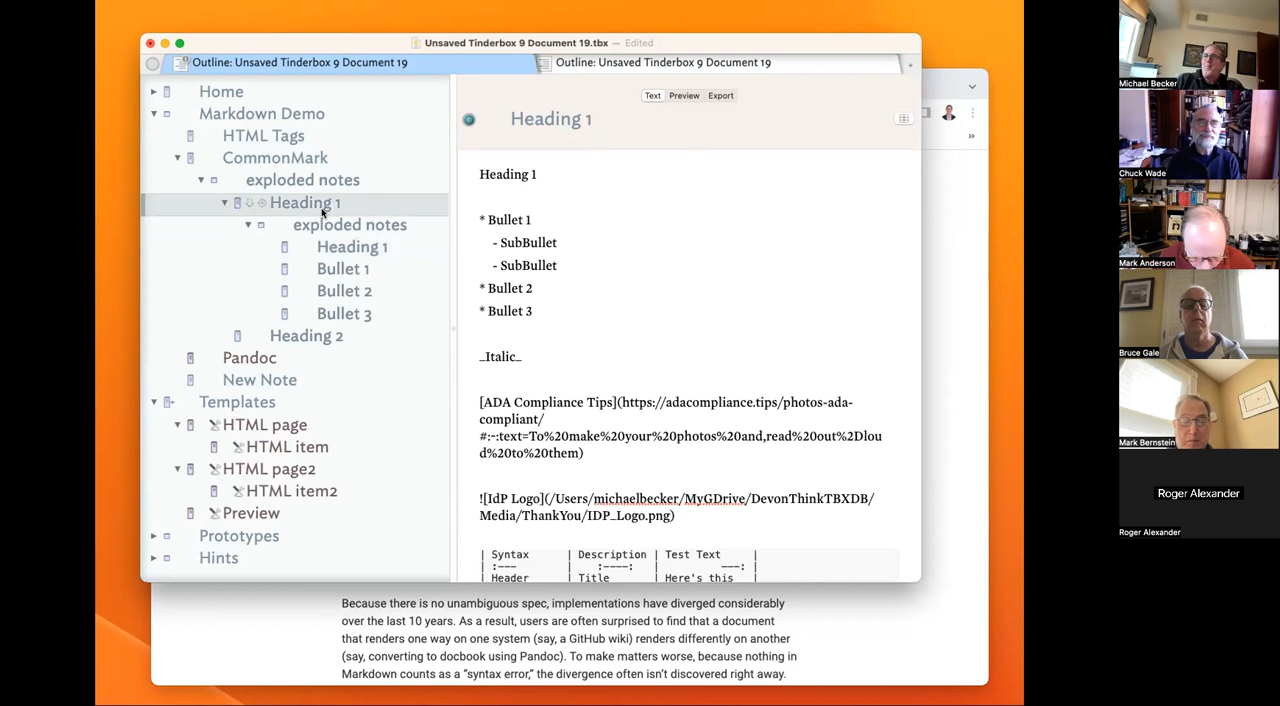 Unsaved Tinderbox 9 Document 19.tbx — Edited
Outline: Unsaved Tinderbox 9 Document 19
Outline: Unsaved Tinderbox 9 Document 19
+
Home
Markdown Demo
HTML Tags
CommonMark
exploded notes
Heading 1
exploded notes
Heading 1
Bullet 1
Bullet 2
Bullet 3
Heading 2
Pandoc
New Note
Templates
HTML page
HTML item
HTML page2
HTML item2
Preview
Prototypes
Hints
Text Preview Export
Heading 1
Heading 1
* Bullet 1
- SubBullet
- SubBullet
* Bullet 2
* Bullet 3
_Italic_
[ADA Compliance Tips](https://adacompliance.tips/photos-ada-
compliant/
#:~:text=To%20make%20your%20photos%20and,read%20out%2Dlou
d%20to%20them)
![IdP Logo](/Users/michaelbecker/MyGDrive/DevonThinkTBXDB/
Media/ThankYou/IDP_Logo.png)
| Syntax | Description | Test Text |
| :--- | :----: | ---: |
| Header | Title | Here's this |
»
Because there is no unambiguous spec, implementations have diverged considerably
over the last 10 years. As a result, users are often surprised to find that a document
that renders one way on one system (say, a GitHub wiki) renders differently on another
(say, converting to docbook using Pandoc). To make matters worse, because nothing in
Markdown counts as a “syntax error,” the divergence often isn’t discovered right away.
Michael Becker
Chuck Wade
Mark Anderson
Bruce Gale
Mark Bernstein
Roger Alexander
Roger Alexander